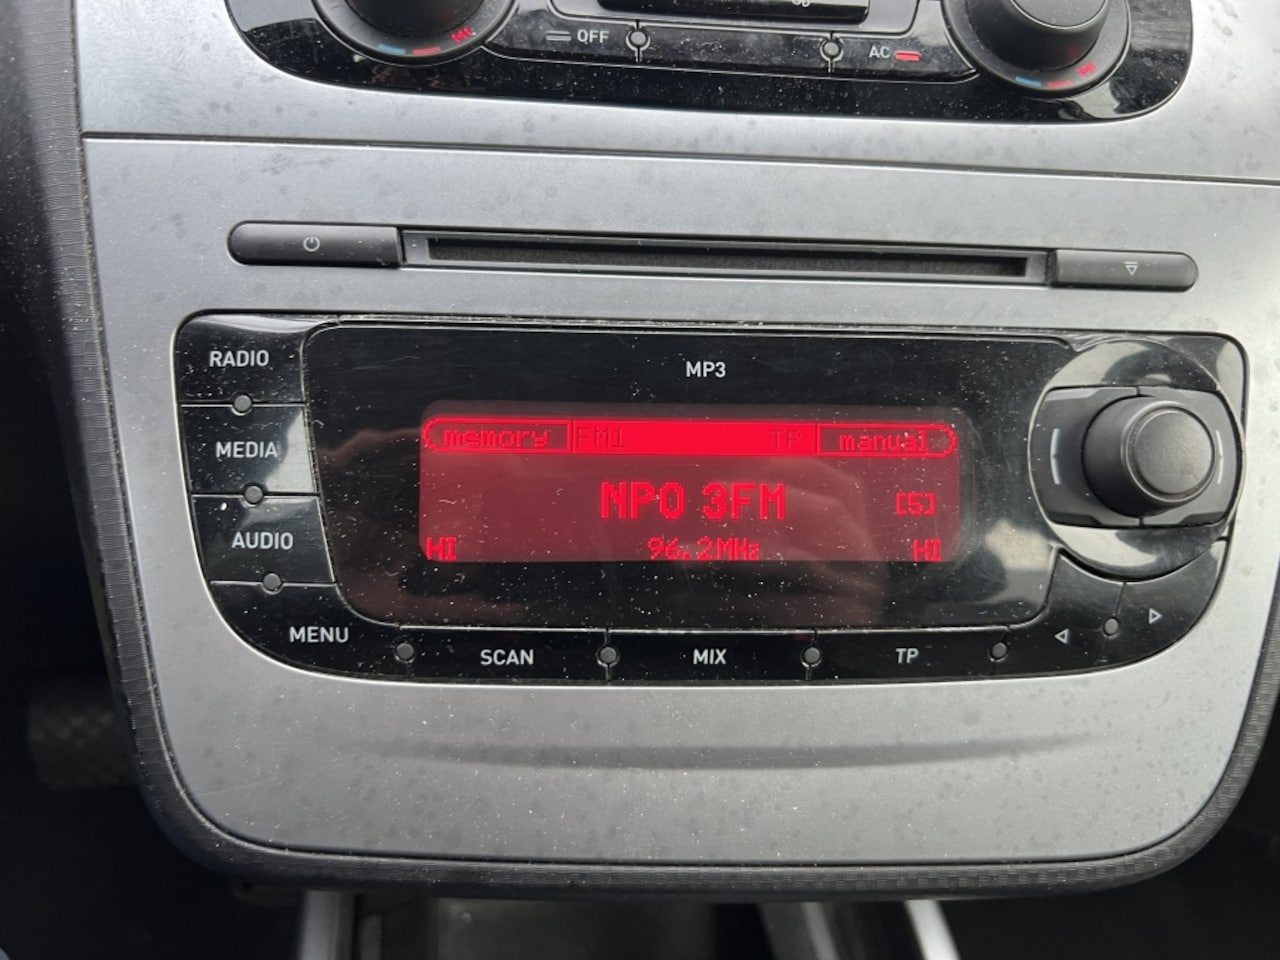 OFF
AC
MP3
RADIO
MEDIA
AUDIO
MENU
memory FM1 TP manual
NPO 3FM [5]
HI 96.2MHz HI
SCAN MIX TP